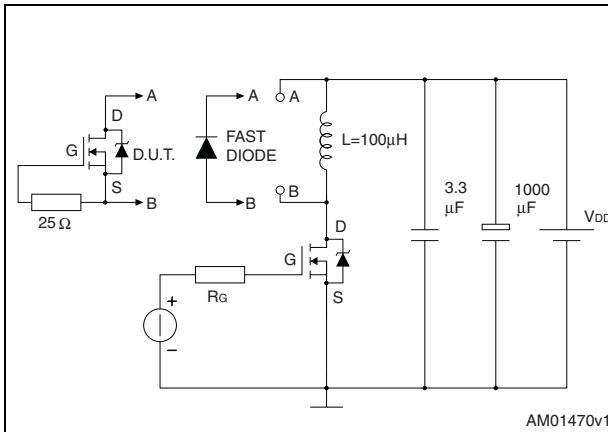 A A A
D
G D.U.T. FAST DIODE L=100µH
S
B B B
25 Ω
3.3 µF 1000 µF
VDD
D
G
S
RG
+
–
AM01470v1